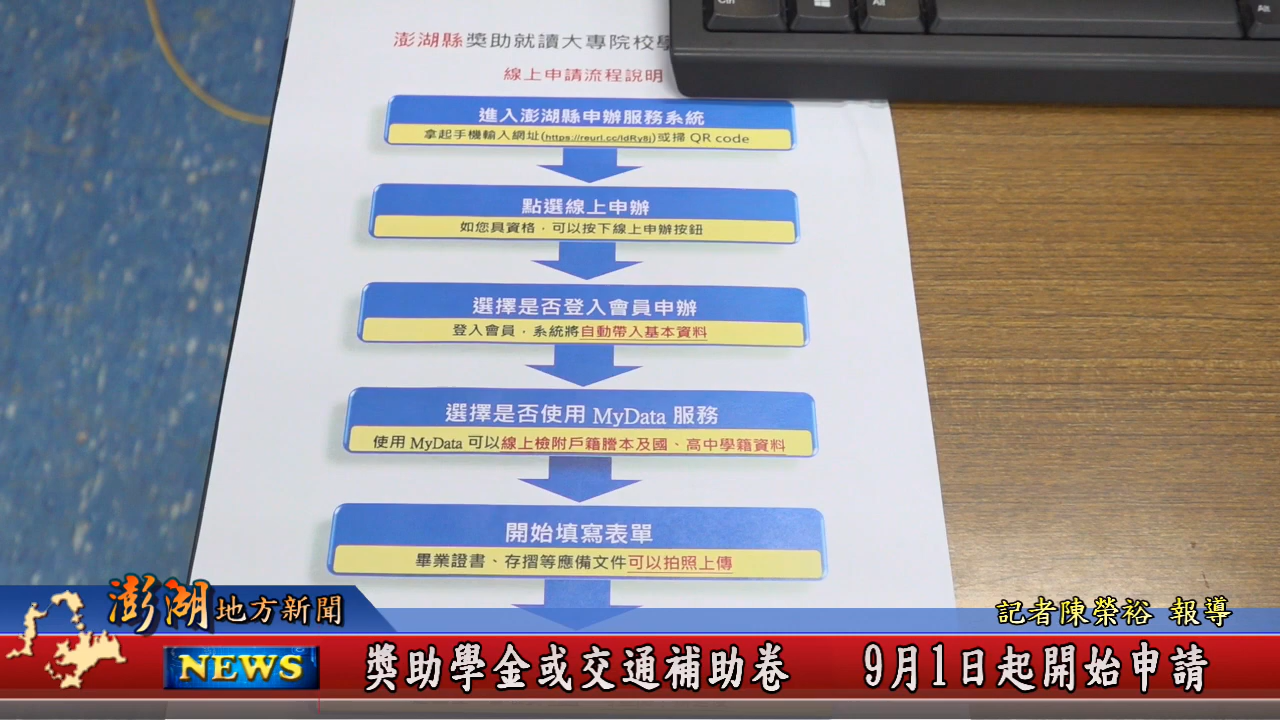 Ctrl
Alt
Alt
澎湖縣獎助就讀大專院校
線上申請流程說明
進入澎湖縣申辦服務系統
拿起手機輸入網址(https://reurl.cc/ldRy8j)或掃 QR code
點選線上申辦
如您具資格，可以按下線上申辦按鈕
選擇是否登入會員申辦
登入會員，系統將自動帶入基本資料
選擇是否使用 MyData 服務
使用 MyData 可以線上檢附戶籍謄本及國、高中學籍資料
開始填寫表單
畢業證書、存摺等應備文件可以拍照上傳
澎湖地方新聞
記者陳榮裕 報導
NEWS
獎助學金或交通補助卷 9月1日起開始申請